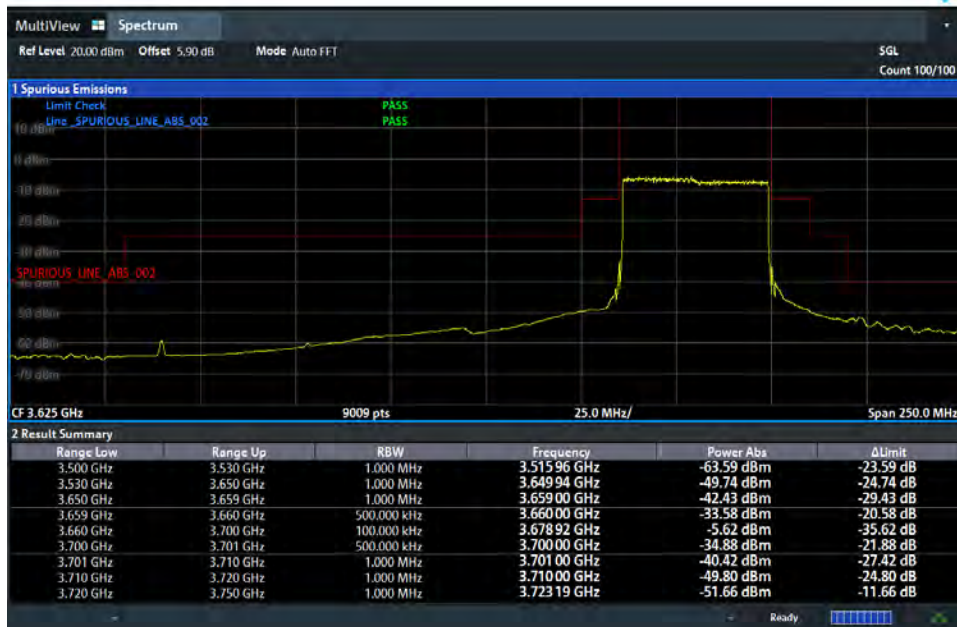 MultiView Spectrum
Ref Level 20.00 dBm Offset 5.90 dB Mode Auto FFT SGL
Count 100/100
1 Spurious Emissions
Limit Check PASS
Line _SPURIOUS_LINE_ABS_002 PASS
10 dBm
0 dBm
-10 dBm
-20 dBm
-30 dBm
SPURIOUS_LINE_ABS_002
-50 dBm
-60 dBm
-70 dBm
CF 3.625 GHz 9009 pts 25.0 MHz/ Span 250.0 MHz
2 Result Summary
Range Low Range Up RBW Frequency Power Abs ΔLimit
3.500 GHz 3.530 GHz 1.000 MHz 3.515 96 GHz -63.59 dBm -23.59 dB
3.530 GHz 3.650 GHz 1.000 MHz 3.649 94 GHz -49.74 dBm -24.74 dB
3.650 GHz 3.659 GHz 1.000 MHz 3.659 00 GHz -42.43 dBm -29.43 dB
3.659 GHz 3.660 GHz 500.000 kHz 3.660 00 GHz -33.58 dBm -20.58 dB
3.660 GHz 3.700 GHz 100.000 kHz 3.678 92 GHz -5.62 dBm -35.62 dB
3.700 GHz 3.701 GHz 500.000 kHz 3.700 00 GHz -34.88 dBm -21.88 dB
3.701 GHz 3.710 GHz 1.000 MHz 3.701 00 GHz -40.42 dBm -27.42 dB
3.710 GHz 3.720 GHz 1.000 MHz 3.710 00 GHz -49.80 dBm -24.80 dB
3.720 GHz 3.750 GHz 1.000 MHz 3.723 19 GHz -51.66 dBm -11.66 dB
Ready